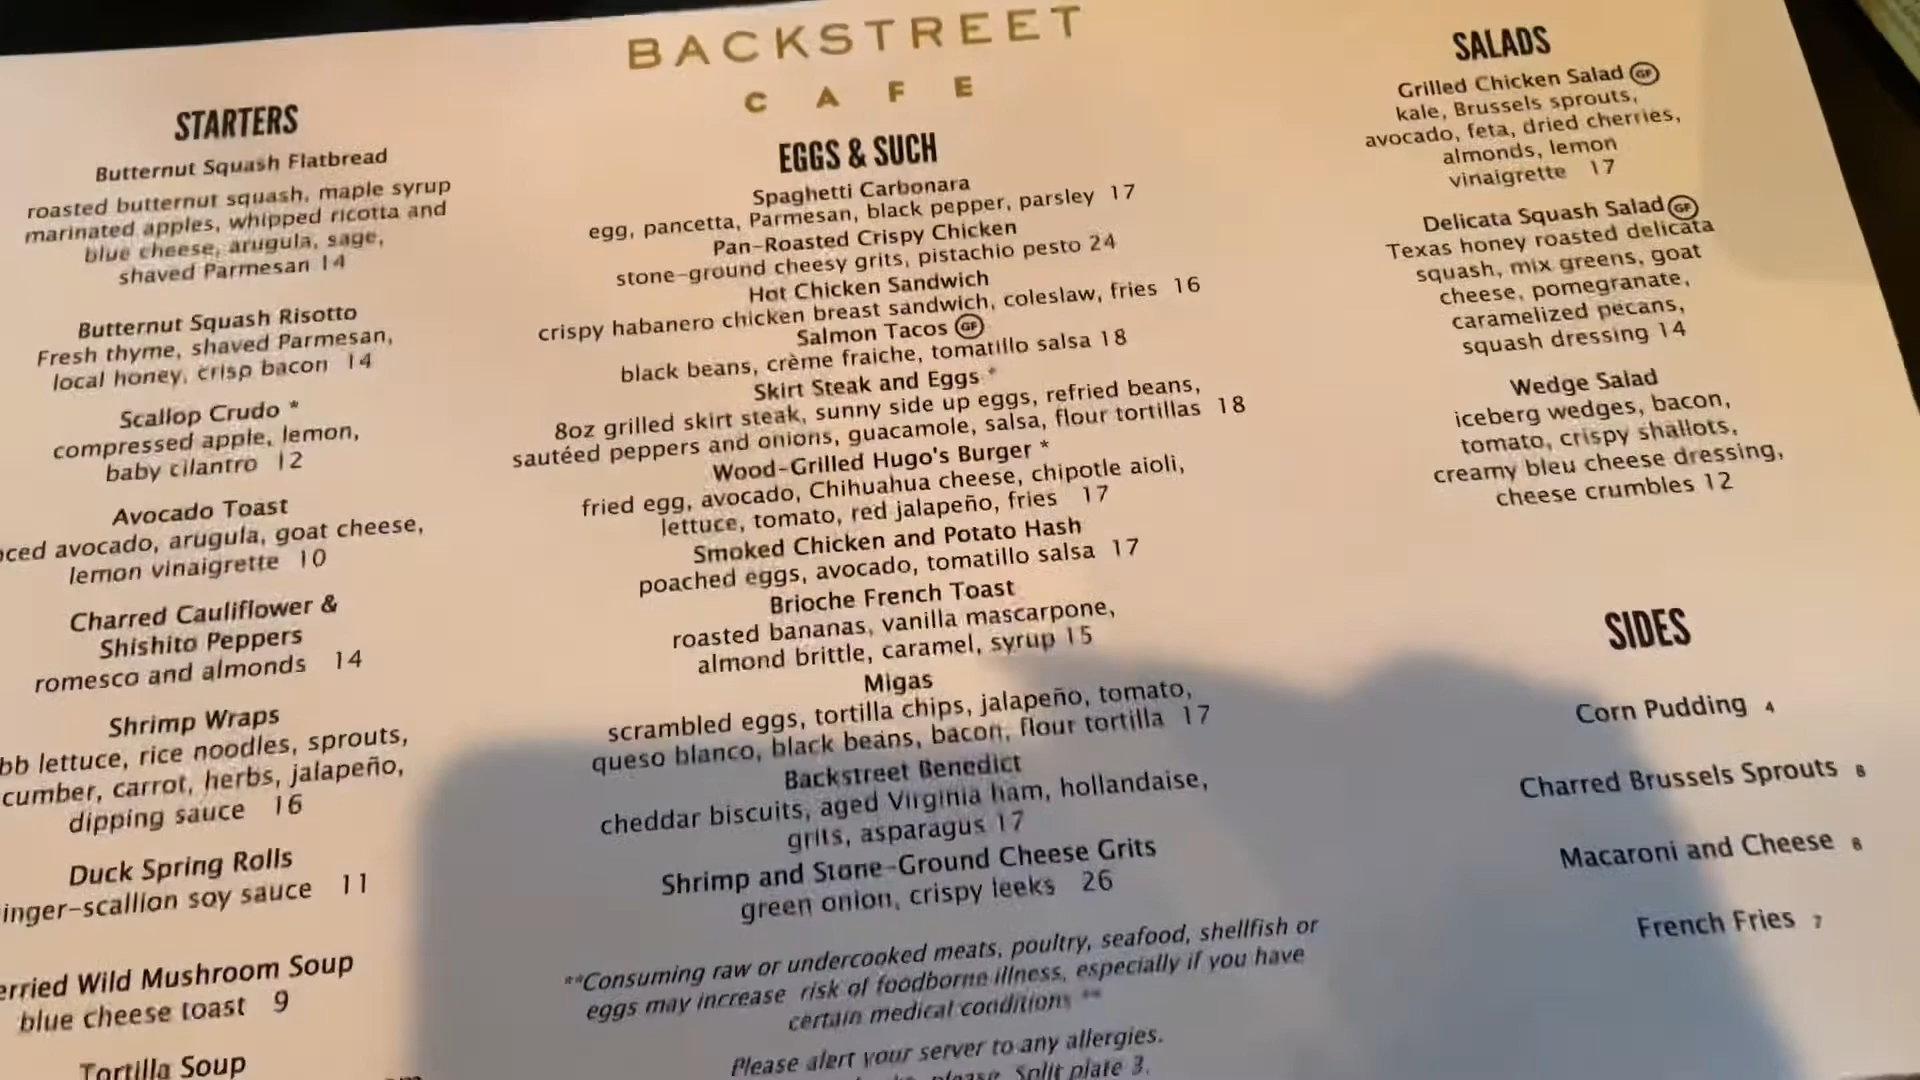 BACKSTREET
CAFE
STARTERS
Butternut Squash Flatbread
roasted butternut squash, maple syrup
marinated apples, whipped ricotta and
blue cheese, arugula, sage,
shaved Parmesan 14
Butternut Squash Risotto
Fresh thyme, shaved Parmesan,
local honey, crisp bacon 14
Scallop Crudo *
compressed apple, lemon,
baby cilantro 12
Avocado Toast
avocado, arugula, goat cheese,
lemon vinaigrette 10
Charred Cauliflower &
Shishito Peppers
romesco and almonds 14
Shrimp Wraps
bb lettuce, rice noodles, sprouts,
cumber, carrot, herbs, jalapeño,
dipping sauce 16
Duck Spring Rolls
inger-scallion soy sauce 11
Wild Mushroom Soup
blue cheese toast 9
Tortilla Soup
EGGS & SUCH
Spaghetti Carbonara
egg, pancetta, Parmesan, black pepper, parsley 17
Pan-Roasted Crispy Chicken
stone-ground cheesy grits, pistachio pesto 24
Hot Chicken Sandwich
crispy habanero chicken breast sandwich, coleslaw, fries 16
Salmon Tacos GF
black beans, crème fraiche, tomatillo salsa 18
Skirt Steak and Eggs *
8oz grilled skirt steak, sunny side up eggs, refried beans,
sautéed peppers and onions, guacamole, salsa, flour tortillas 18
Wood-Grilled Hugo's Burger *
fried egg, avocado, Chihuahua cheese, chipotle aioli,
lettuce, tomato, red jalapeño, fries 17
Smoked Chicken and Potato Hash
poached eggs, avocado, tomatillo salsa 17
Brioche French Toast
roasted bananas, vanilla mascarpone,
almond brittle, caramel, syrup 15
Migas
scrambled eggs, tortilla chips, jalapeño, tomato,
queso blanco, black beans, bacon, flour tortilla 17
Backstreet Benedict
cheddar biscuits, aged Virginia ham, hollandaise,
grits, asparagus 17
Shrimp and Stone-Ground Cheese Grits
green onion, crispy leeks 26
**Consuming raw or undercooked meats, poultry, seafood, shellfish or
eggs may increase risk of foodborne illness, especially if you have
certain medical conditions **
Please alert your server to any allergies.
please. Split plate 3.
SALADS
Grilled Chicken Salad GF
kale, Brussels sprouts,
avocado, feta, dried cherries,
almonds, lemon
vinaigrette 17
Delicata Squash Salad GF
Texas honey roasted delicata
squash, mix greens, goat
cheese, pomegranate,
caramelized pecans,
squash dressing 14
Wedge Salad
iceberg wedges, bacon,
tomato, crispy shallots,
creamy bleu cheese dressing,
cheese crumbles 12
SIDES
Corn Pudding 4
Charred Brussels Sprouts
Macaroni and Cheese
French Fries 7